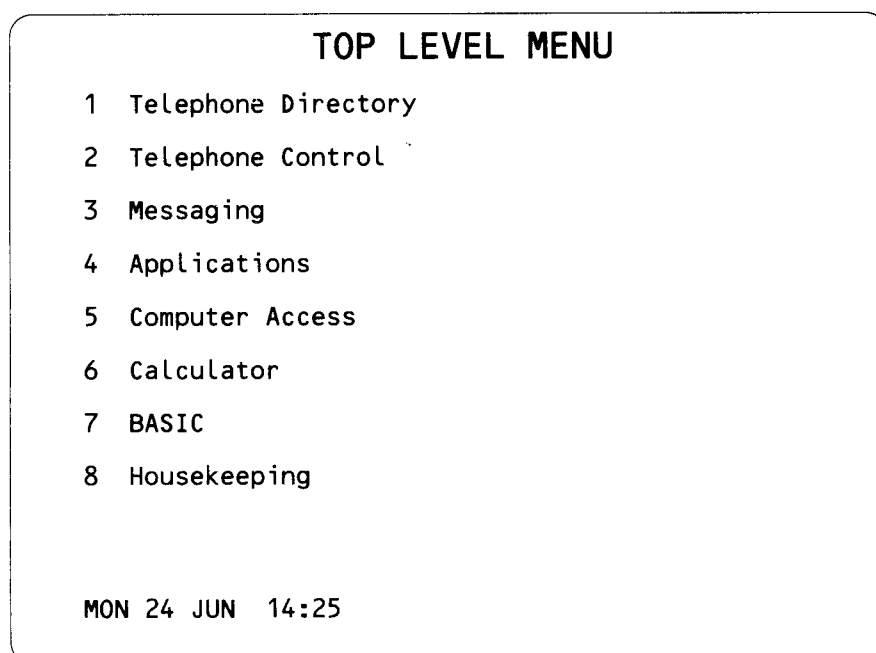 TOP LEVEL MENU
1 Telephone Directory
2 Telephone Control
3 Messaging
4 Applications
5 Computer Access
6 Calculator
7 BASIC
8 Housekeeping
MON 24 JUN 14:25